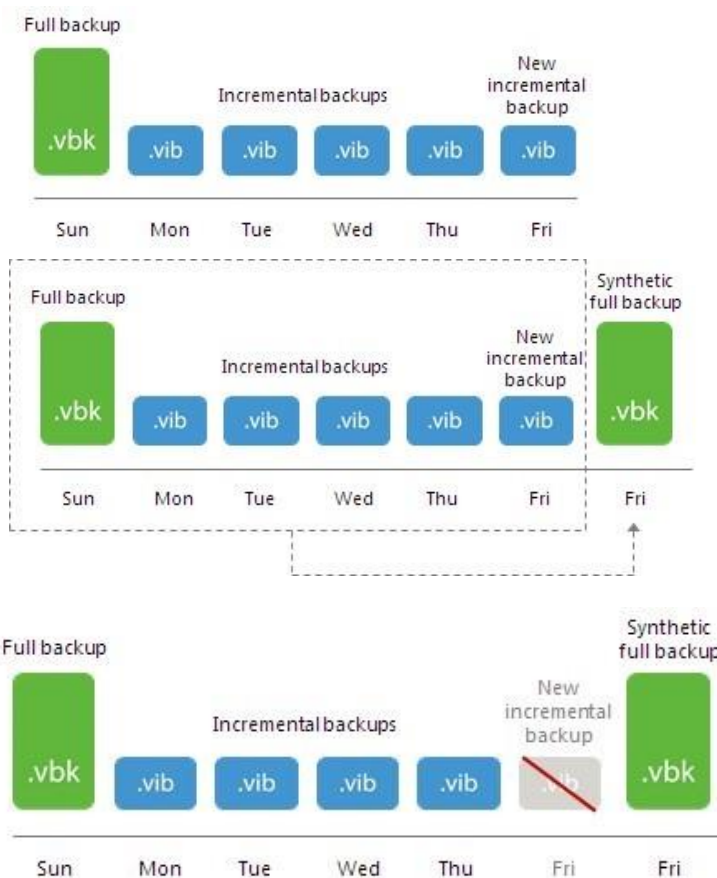 Full backup
New
incremental
backup
Incremental backups
.vbk
.vib
.vib
.vib
.vib
.vib
Sun
Mon
Tue
Wed
Thu
Fri
Synthetic
full backup
Full backup
New
incremental
backup
Incremental backups
.vbk
.vib
.vib
.vib
.vib
.vib
.vbk
Sun
Mon
Tue
Wed
Thu
Fri
Fri
Synthetic
full backup
Full backup
New
incremental
backup
Incremental backups
.vbk
.vib
.vib
.vib
.vib
.vib
.vbk
Sun
Mon
Tue
Wed
Thu
Fri
Fri